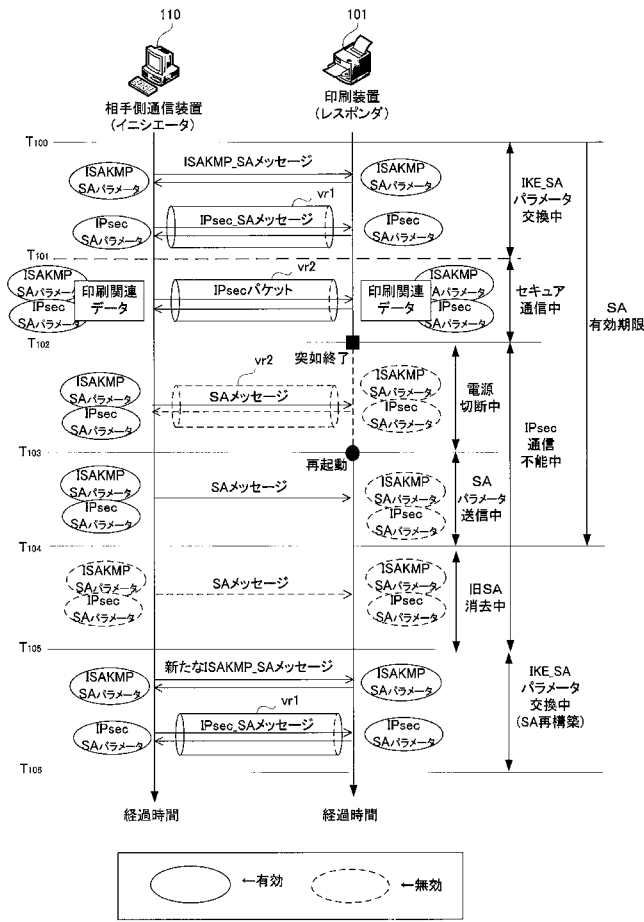 110
101
相手側通信装置
(イニシエータ)
印刷装置
(レスポンダ)
T100
ISAKMP_SAメッセージ
ISAKMP
SAパラメータ
ISAKMP
SAパラメータ
vr1
IPsec_SAメッセージ
IPsec
SAパラメータ
IPsec
SAパラメータ
IKE_SA
パラメータ
交換中
T101
vr2
ISAKMP
SAパラメータ
IPsec
SAパラメータ
印刷関連
データ
IPsecパケット
印刷関連
データ
ISAKMP
SAパラメータ
IPsec
SAパラメータ
セキュア
通信中
SA
有効期限
T102
突如終了
vr2
ISAKMP
SAパラメータ
IPsec
SAパラメータ
SAメッセージ
ISAKMP
SAパラメータ
IPsec
SAパラメータ
電源
切断中
IPsec
通信
不能中
T103
再起動
ISAKMP
SAパラメータ
IPsec
SAパラメータ
SAメッセージ
ISAKMP
SAパラメータ
IPsec
SAパラメータ
SA
パラメータ
送信中
T104
ISAKMP
SAパラメータ
IPsec
SAパラメータ
SAメッセージ
ISAKMP
SAパラメータ
IPsec
SAパラメータ
旧SA
消去中
T105
新たなISAKMP_SAメッセージ
ISAKMP
SAパラメータ
ISAKMP
SAパラメータ
vr1
IPsec_SAメッセージ
IPsec
SAパラメータ
IPsec
SAパラメータ
IKE_SA
パラメータ
交換中
(SA再構築)
T106
経過時間
経過時間
←有効
←無効